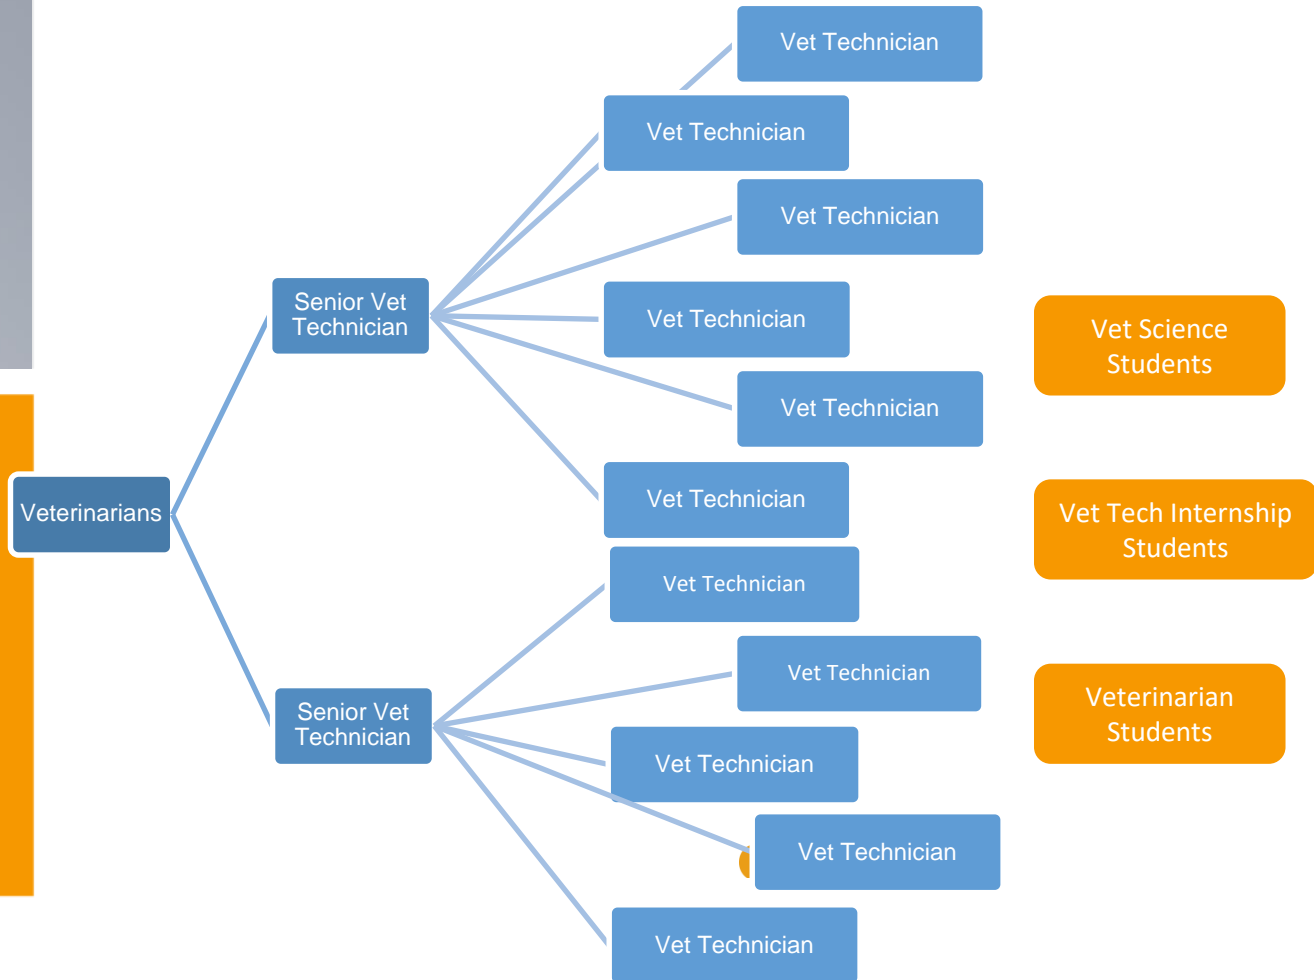 Vet Technician
Vet Technician
Vet Technician
Senior Vet
Technician
Vet Technician
Vet Science
Students
Vet Technician
Vet Technician
Veterinarians
Vet Tech Internship
Students
Vet Technician
Vet Technician
Veterinarian
Students
Senior Vet
Technician
Vet Technician
Vet Technician
Vet Technician